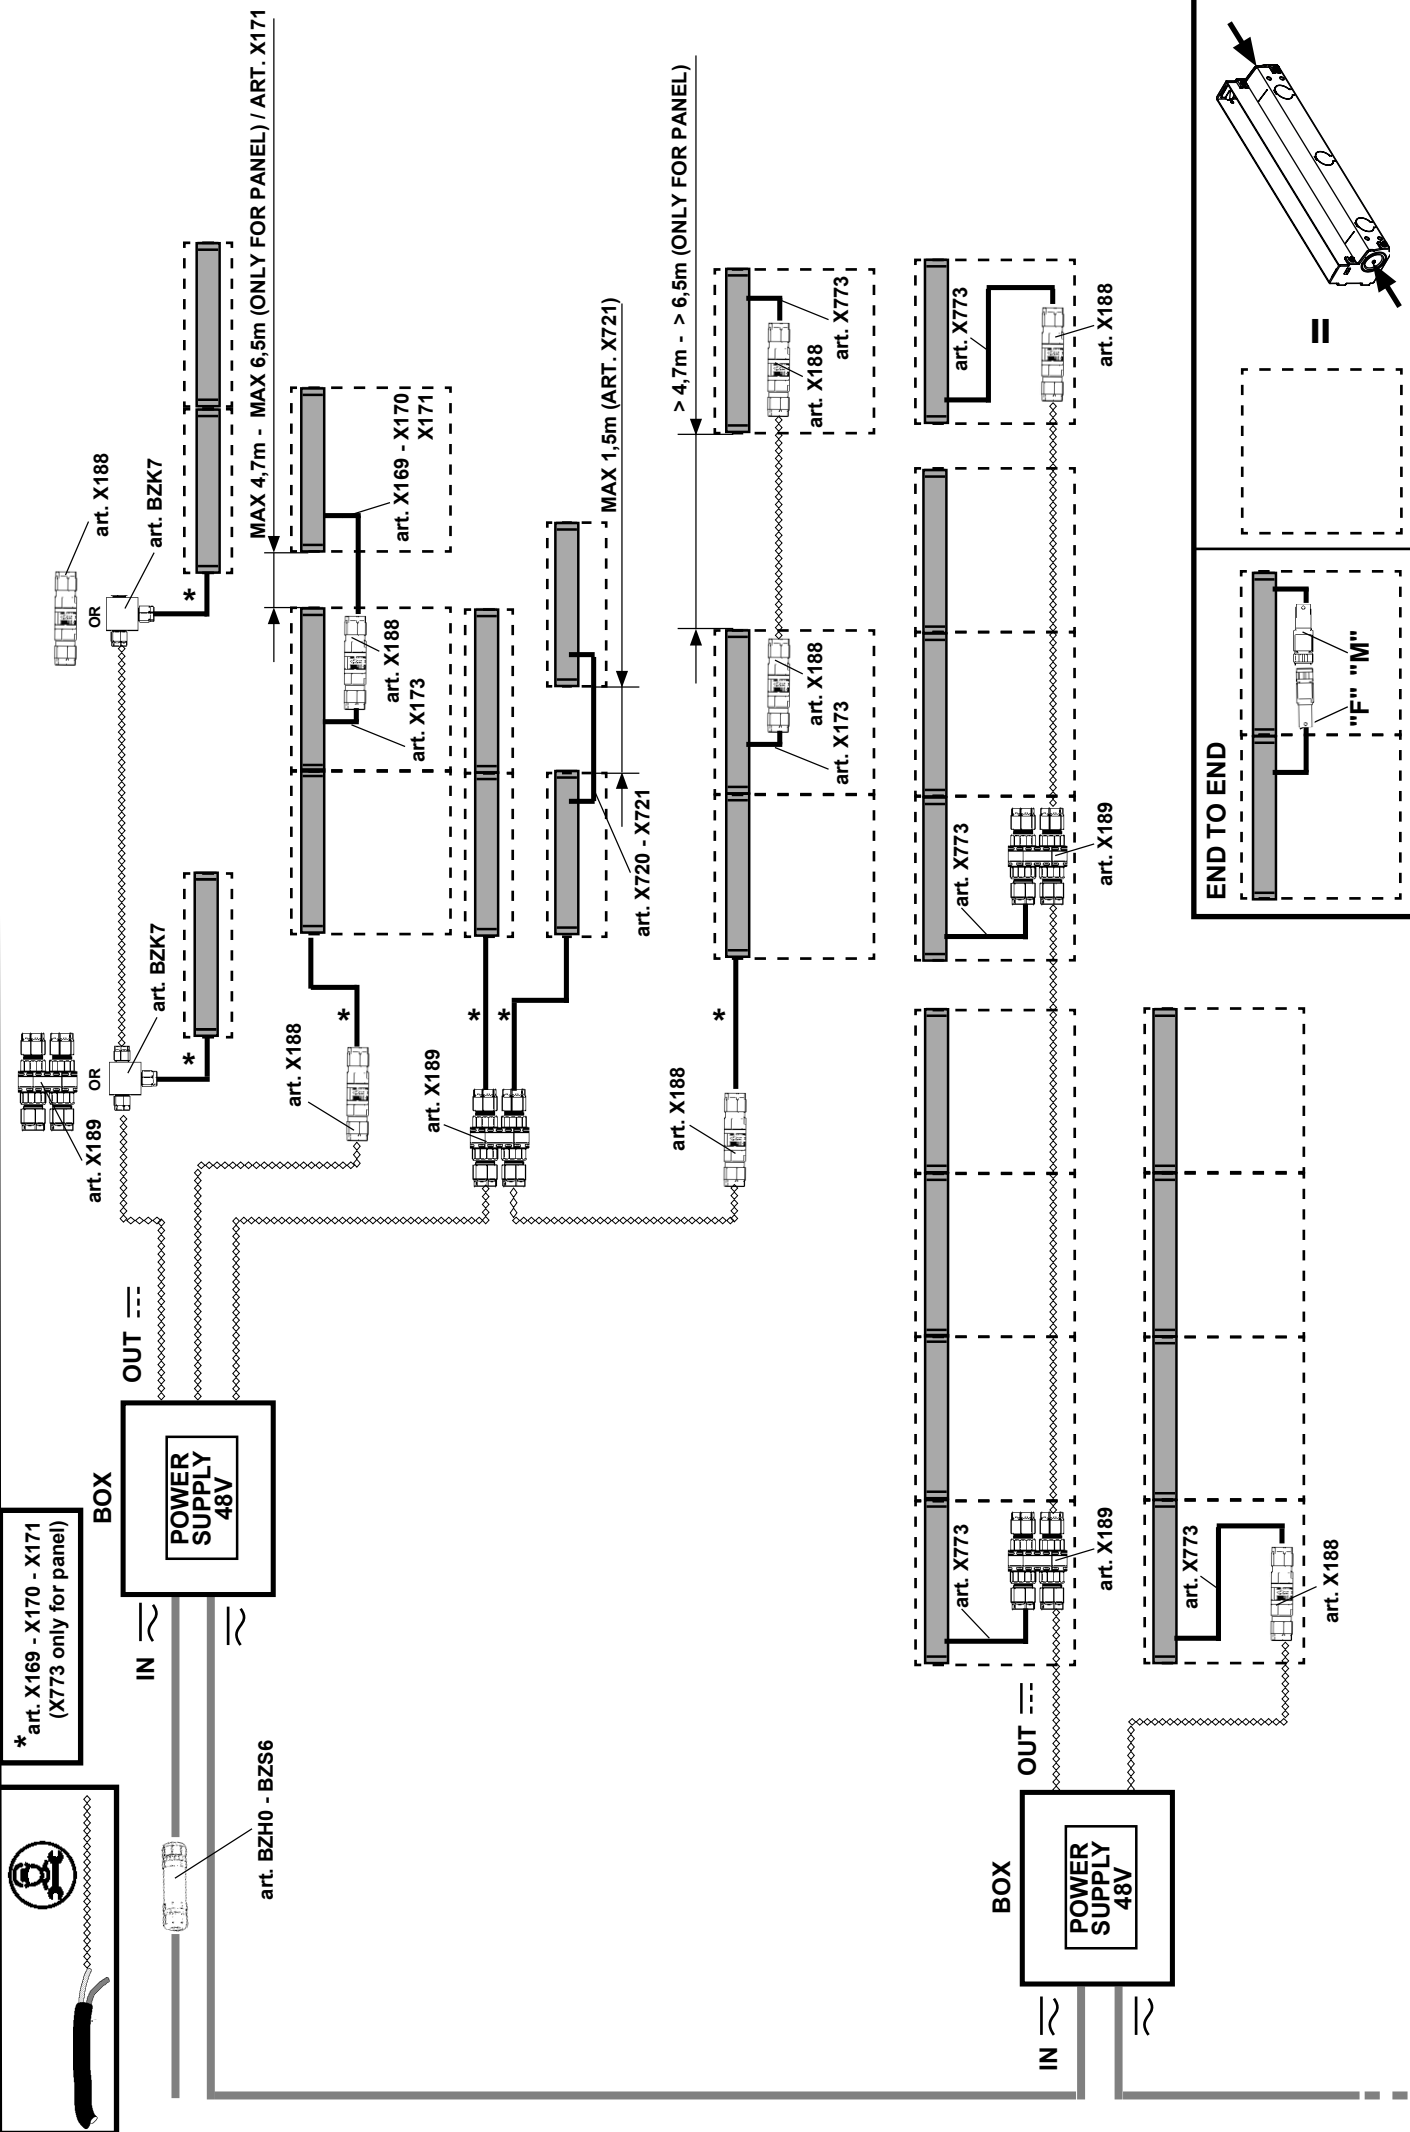 * art. X169 - X170 - X171
(X773 only for panel)
BOX
POWER
SUPPLY
48V
IN
OUT
art. BZH0 - BZS6
art. X189
OR
art. BZK7
*
art. X188
OR
art. BZK7
*
MAX 4,7m - MAX 6,5m (ONLY FOR PANEL) / ART. X171
art. X188
*
art. X173
art. X188
art. X169 - X170
X171
art. X189
*
*
art. X720 - X721
MAX 1,5m (ART. X721)
art. X188
*
art. X173
art. X188
> 4,7m - > 6,5m (ONLY FOR PANEL)
art. X188
art. X773
BOX
POWER
SUPPLY
48V
IN
OUT
art. X773
art. X189
art. X773
art. X189
art. X773
art. X188
art. X773
art. X188
END TO END
"F" "M"
=